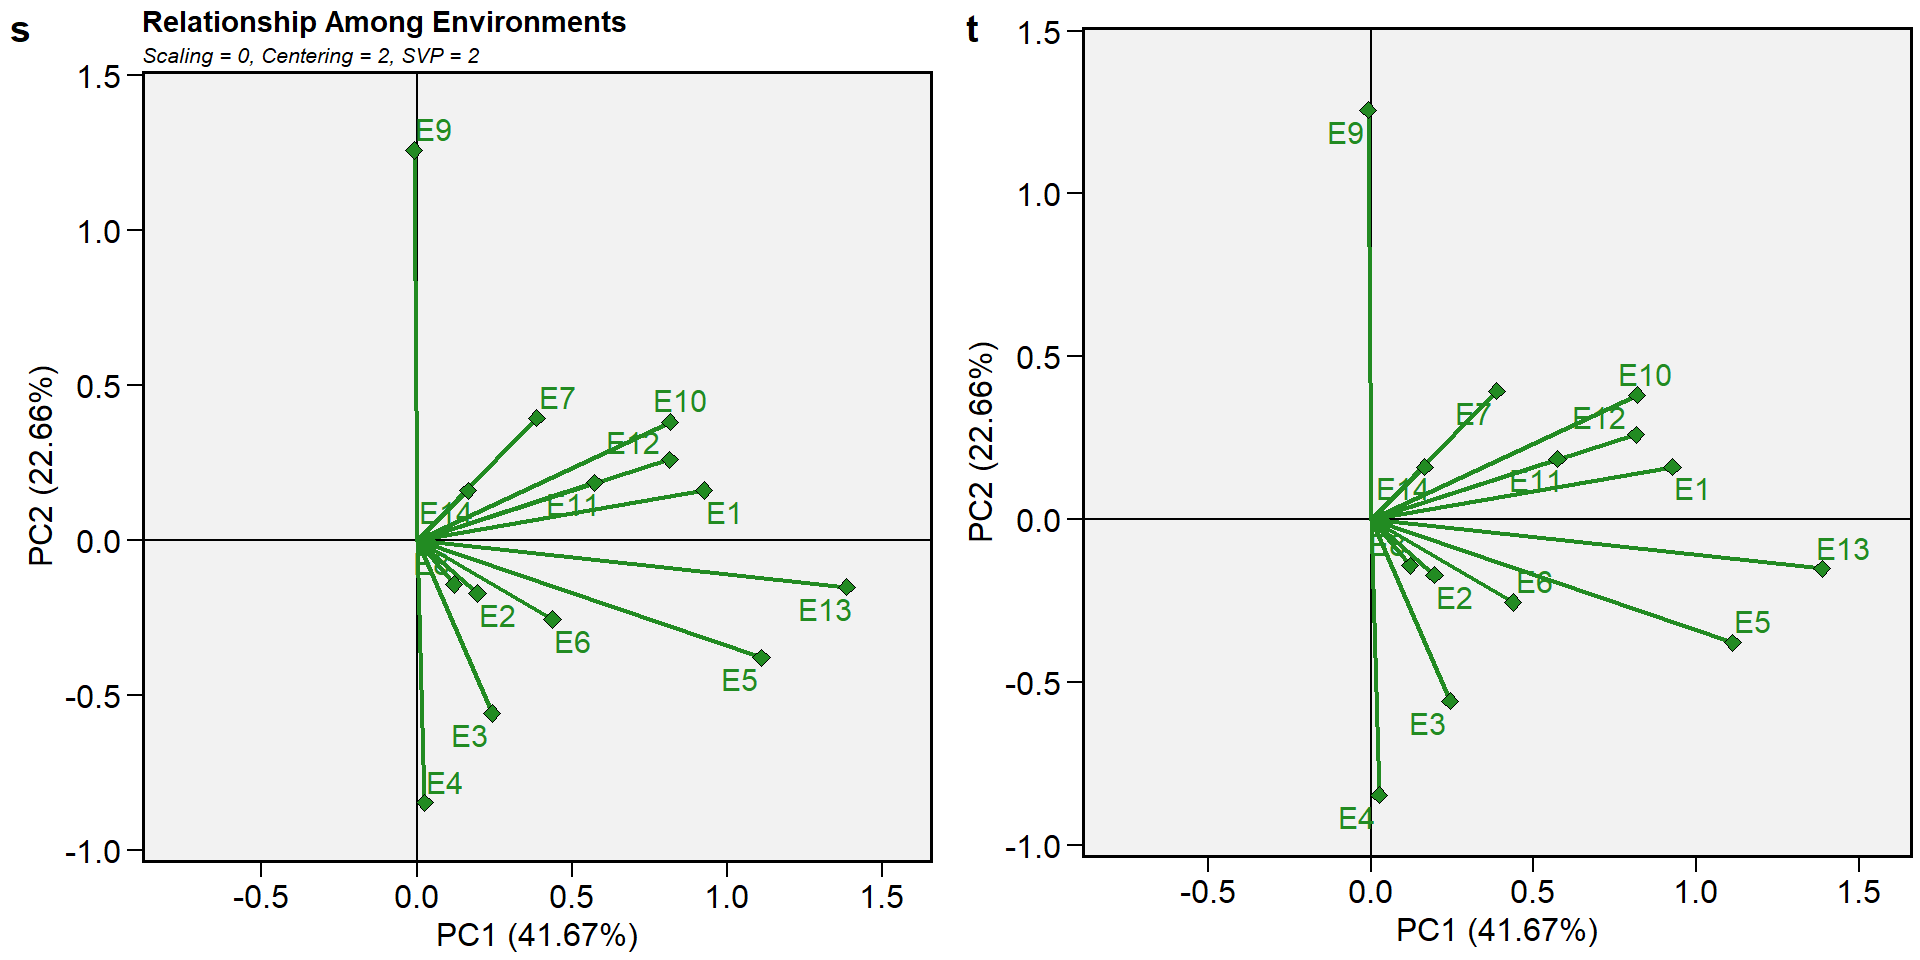 s
Relationship Among Environments
Scaling = 0, Centering = 2, SVP = 2
1.5
1.0
0.5
0.0
-0.5
-1.0
PC2 (22.66%)
E9
E7
E10
E12
E11
E14
E1
E8
E2
E6
E13
E5
E3
E4
-0.5
0.0
0.5
1.0
1.5
PC1 (41.67%)
t
1.5
1.0
0.5
0.0
-0.5
-1.0
PC2 (22.66%)
E9
E10
E7
E12
E11
E14
E1
E8
E13
E6
E2
E5
E3
E4
-0.5
0.0
0.5
1.0
1.5
PC1 (41.67%)